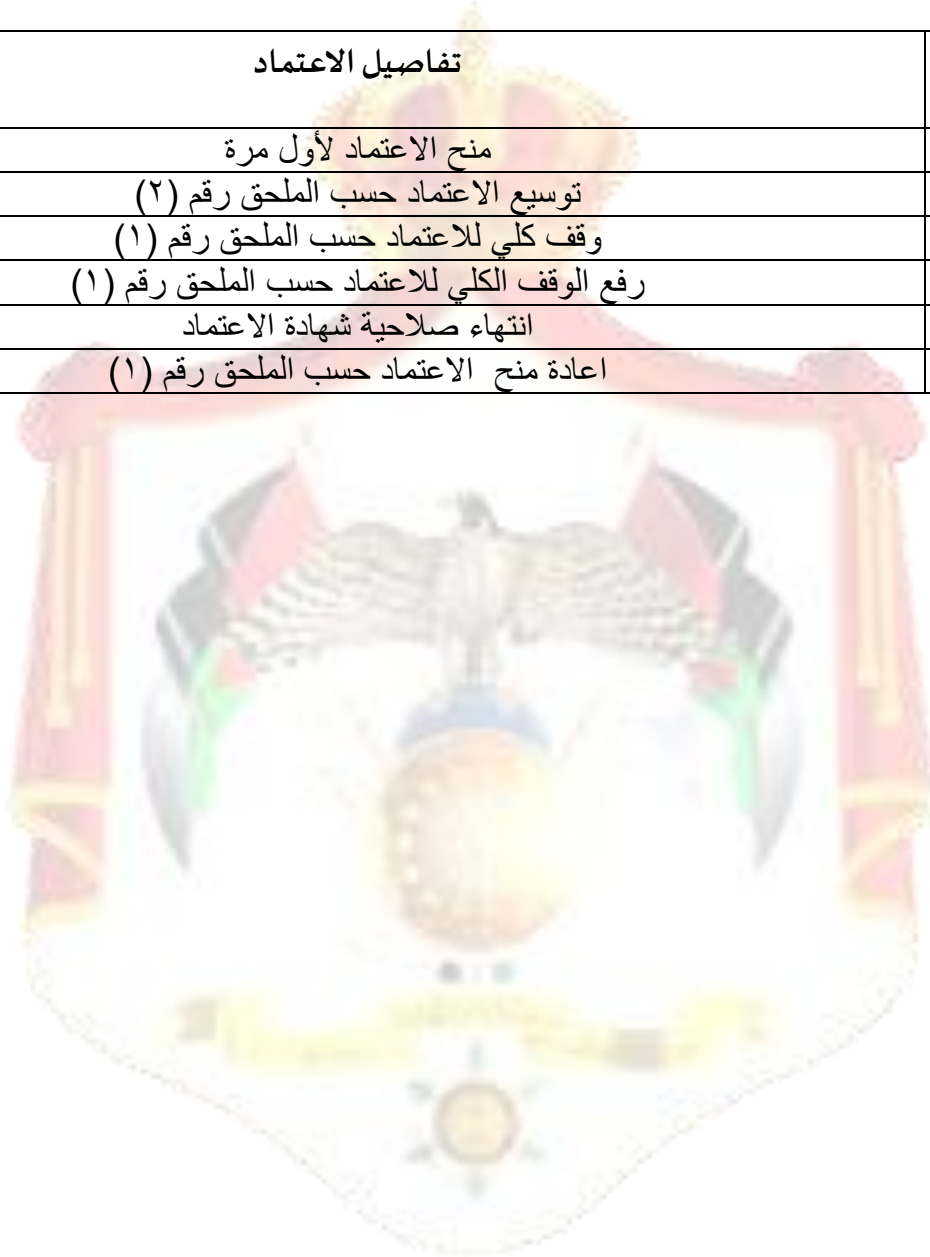 تفاصيل الاعتماد
منح الاعتماد لأول مرة
توسيع الاعتماد حسب الملحق رقم (٢)
وقف كلي للاعتماد حسب الملحق رقم (١)
رفع الوقف الكلي للاعتماد حسب الملحق رقم (١)
انتهاء صلاحية شهادة الاعتماد
اعادة منح الاعتماد حسب الملحق رقم (١)